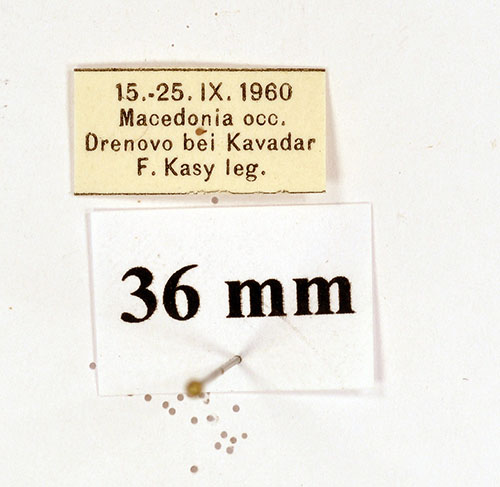 15.-25. IX. 1960
Macedonia occ.
Drenovo bei Kavadar
F. Kasy leg.
36 mm